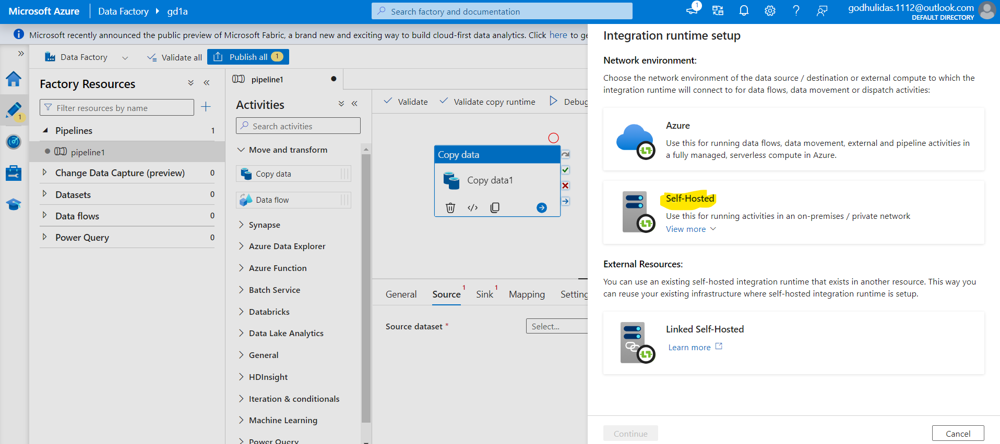 Microsoft Azure
Data Factory
gd1a
Search factory and documentation
1
godhulidas.1112@outlook.com
DEFAULT DIRECTORY
Microsoft recently announced the public preview of Microsoft Fabric, a brand new and exciting way to build cloud-first data analytics. Click here to ge
Data Factory
Validate all
Publish all 1
1
Factory Resources
Filter resources by name
Pipelines 1
pipeline1
Change Data Capture (preview) 0
Datasets 0
Data flows 0
Power Query 0
pipeline1
Activities
Search activities
Move and transform
Copy data
Data flow
Synapse
Azure Data Explorer
Azure Function
Batch Service
Databricks
Data Lake Analytics
General
HDInsight
Iteration & conditionals
Machine Learning
Power Query
Validate
Validate copy runtime
Debug
Copy data
Copy data1
General
Source 1
Sink 1
Mapping
Setting
Source dataset *
Select...
Integration runtime setup
Network environment:
Choose the network environment of the data source / destination or external compute to which the
integration runtime will connect to for data flows, data movement or dispatch activities:
Azure
Use this for running data flows, data movement, external and pipeline activities in
a fully managed, serverless compute in Azure.
Self-Hosted
Use this for running activities in an on-premises / private network
View more
External Resources:
You can use an existing self-hosted integration runtime that exists in another resource. This way you
can reuse your existing infrastructure where self-hosted integration runtime is setup.
Linked Self-Hosted
Learn more
Continue
Cancel